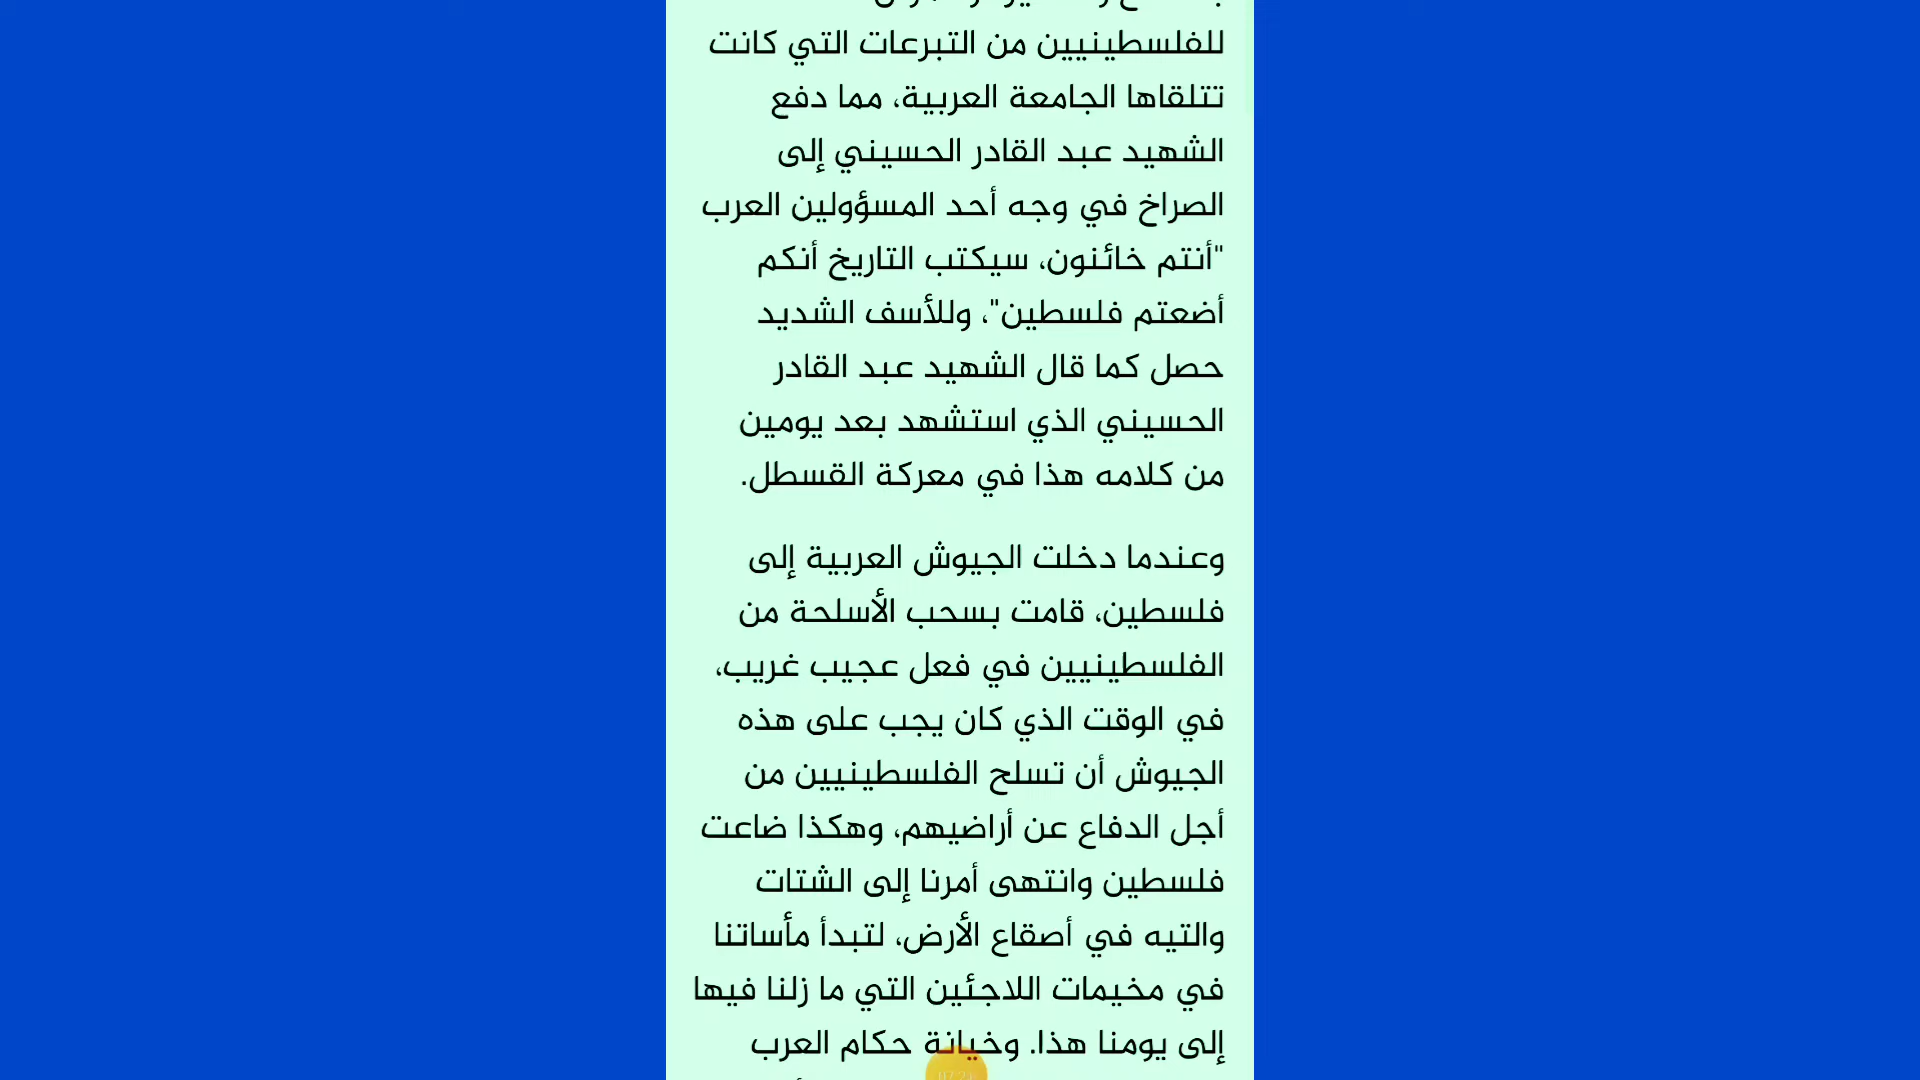 للفلسطينيين من التبرعات التي كانت
تتلقاها الجامعة العربية، مما دفع
الشهيد عبد القادر الحسيني إلى
الصراخ في وجه أحد المسؤولين العرب
"أنتم خائنون، سيكتب التاريخ أنكم
أضعتم فلسطين"، وللأسف الشديد
حصل كما قال الشهيد عبد القادر
الحسيني الذي استشهد بعد يومين
من كلامه هذا في معركة القسطل.
وعندما دخلت الجيوش العربية إلى
فلسطين، قامت بسحب الأسلحة من
الفلسطينيين في فعل عجيب غريب،
في الوقت الذي كان يجب على هذه
الجيوش أن تسلح الفلسطينيين من
أجل الدفاع عن أراضيهم، وهكذا ضاعت
فلسطين وانتهى أمرنا إلى الشتات
والتيه في أصقاع الأرض، لتبدأ مأساتنا
في مخيمات اللاجئين التي ما زلنا فيها
إلى يومنا هذا. وخيانة حكام العرب